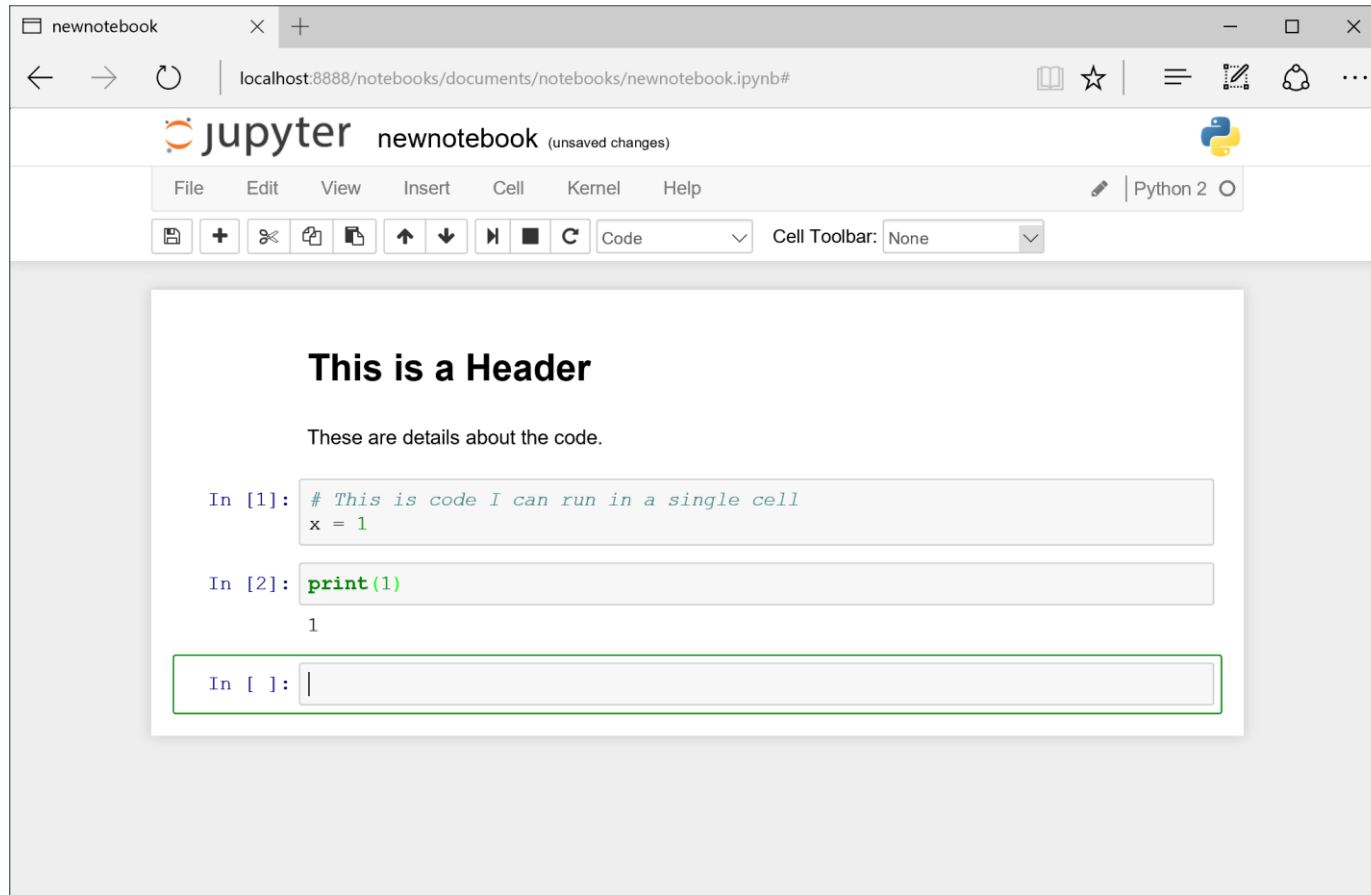 newnotebook
localhost:8888/notebooks/documents/notebooks/newnotebook.ipynb#
jupyter newnotebook (unsaved changes)
File Edit View Insert Cell Kernel Help Python 2
Code Cell Toolbar: None
This is a Header
These are details about the code.
In [1]: # This is code I can run in a single cell
x = 1
In [2]: print(1)
1
In [ ]: